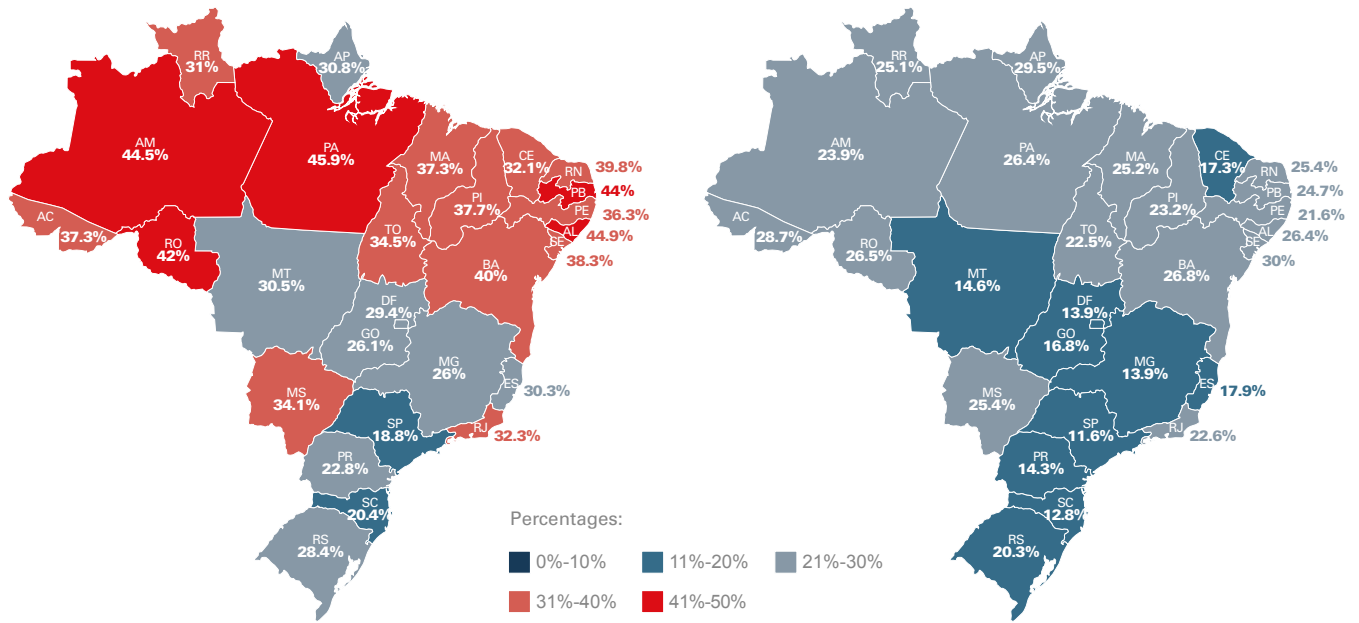 RR
31%
AP
30.8%
AM
44.5%
PA
45.9%
MA
37.3%
CE
32.1%
RN
39.8%
PB
44%
PI
37.7%
PE
36.3%
AC
37.3%
TO
34.5%
AL
44.9%
SE
38.3%
RO
42%
BA
40%
MT
30.5%
DF
29.4%
GO
26.1%
MG
26%
ES
30.3%
MS
34.1%
SP
18.8%
RJ
32.3%
PR
22.8%
SC
20.4%
RS
28.4%
RR
25.1%
AP
29.5%
AM
23.9%
PA
26.4%
MA
25.2%
CE
17.3%
RN
25.4%
PB
24.7%
PI
23.2%
PE
21.6%
AC
28.7%
TO
22.5%
AL
26.4%
SE
30%
RO
26.5%
BA
26.8%
MT
14.6%
DF
13.9%
GO
16.8%
MG
13.9%
ES
17.9%
MS
25.4%
SP
11.6%
RJ
22.6%
PR
14.3%
SC
12.8%
RS
20.3%
Percentages:
0%-10%
11%-20%
21%-30%
31%-40%
41%-50%